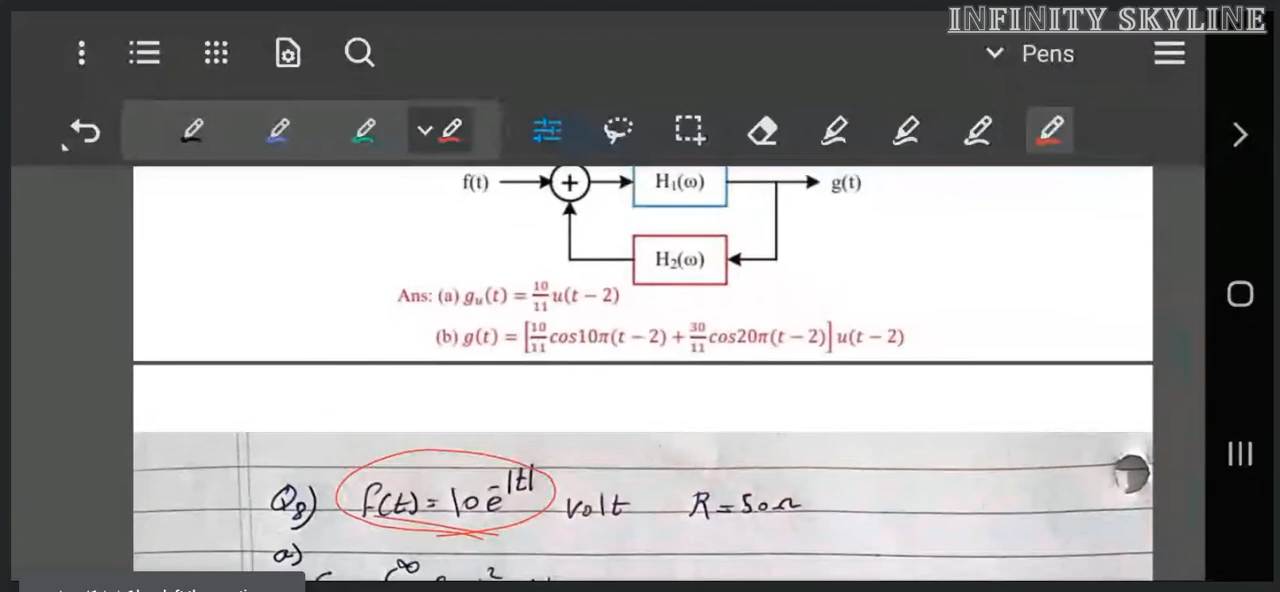 INFINITY SKYLINE
Pens
f(t) + H₁(ω) g(t)
H₂(ω)
Ans: (a) gᵤ(t) = 10/11 u(t − 2)
(b) g(t) = [10/11 cos10π(t − 2) + 30/11 cos20π(t − 2)] u(t − 2)
Q8) f(t) = 10 e^-|t| volt R = 50Ω
a)